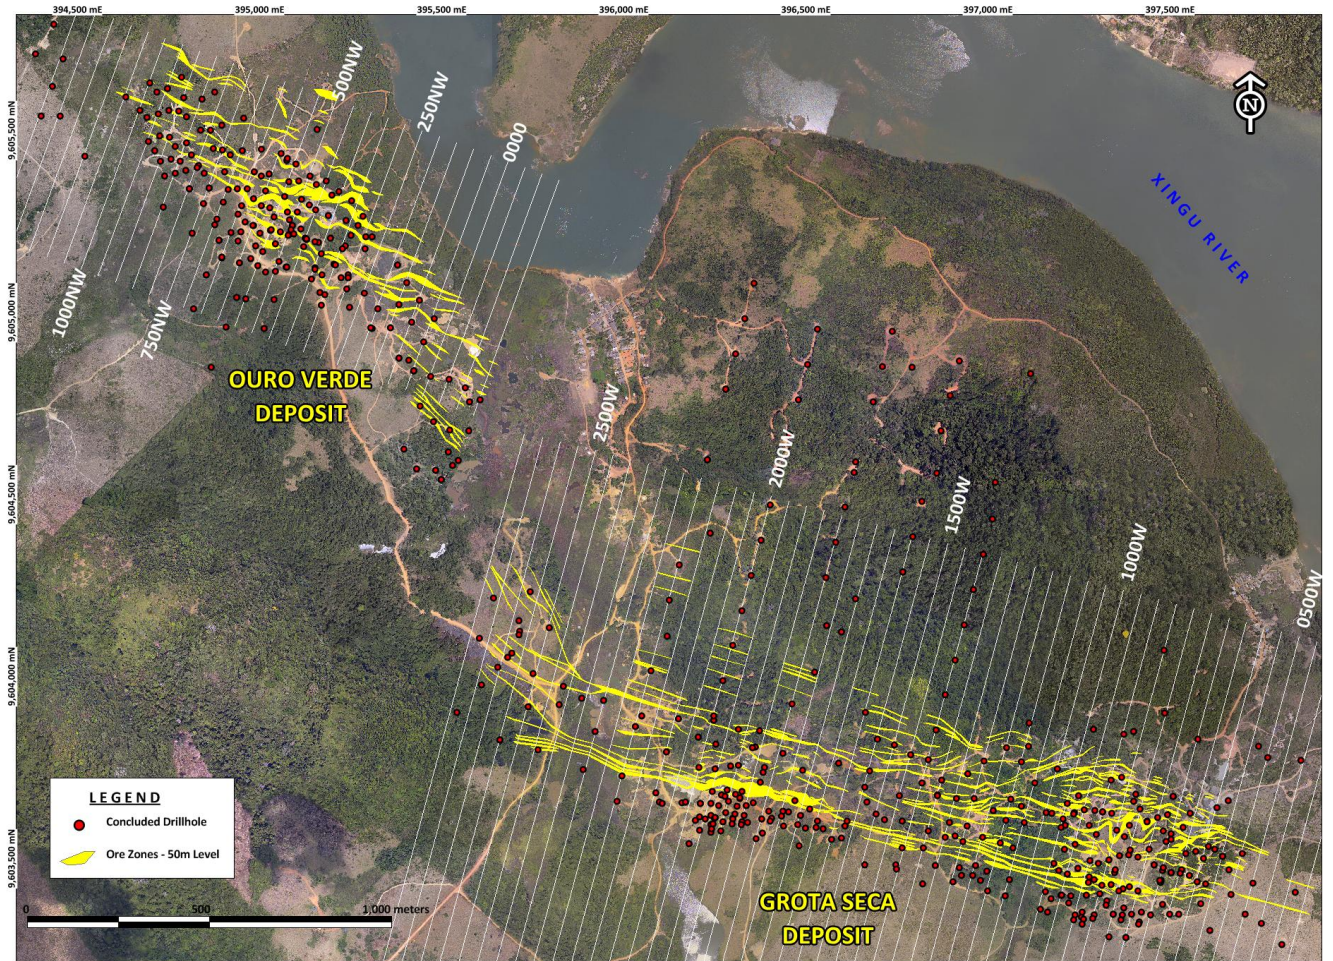 394,500 mE
395,000 mE
395,500 mE
396,000 mE
396,500 mE
397,000 mE
397,500 mE
9,605,500 mN
9,605,000 mN
9,604,500 mN
9,604,000 mN
9,603,500 mN
500NW
250NW
0000
N
XINGU RIVER
1000NW
750NW
OURO VERDE
DEPOSIT
2500W
2000W
1500W
1000W
0500W
LEGEND
Concluded Drillhole
Ore Zones - 50m Level
0 500 1,000 meters
GROTA SECA
DEPOSIT